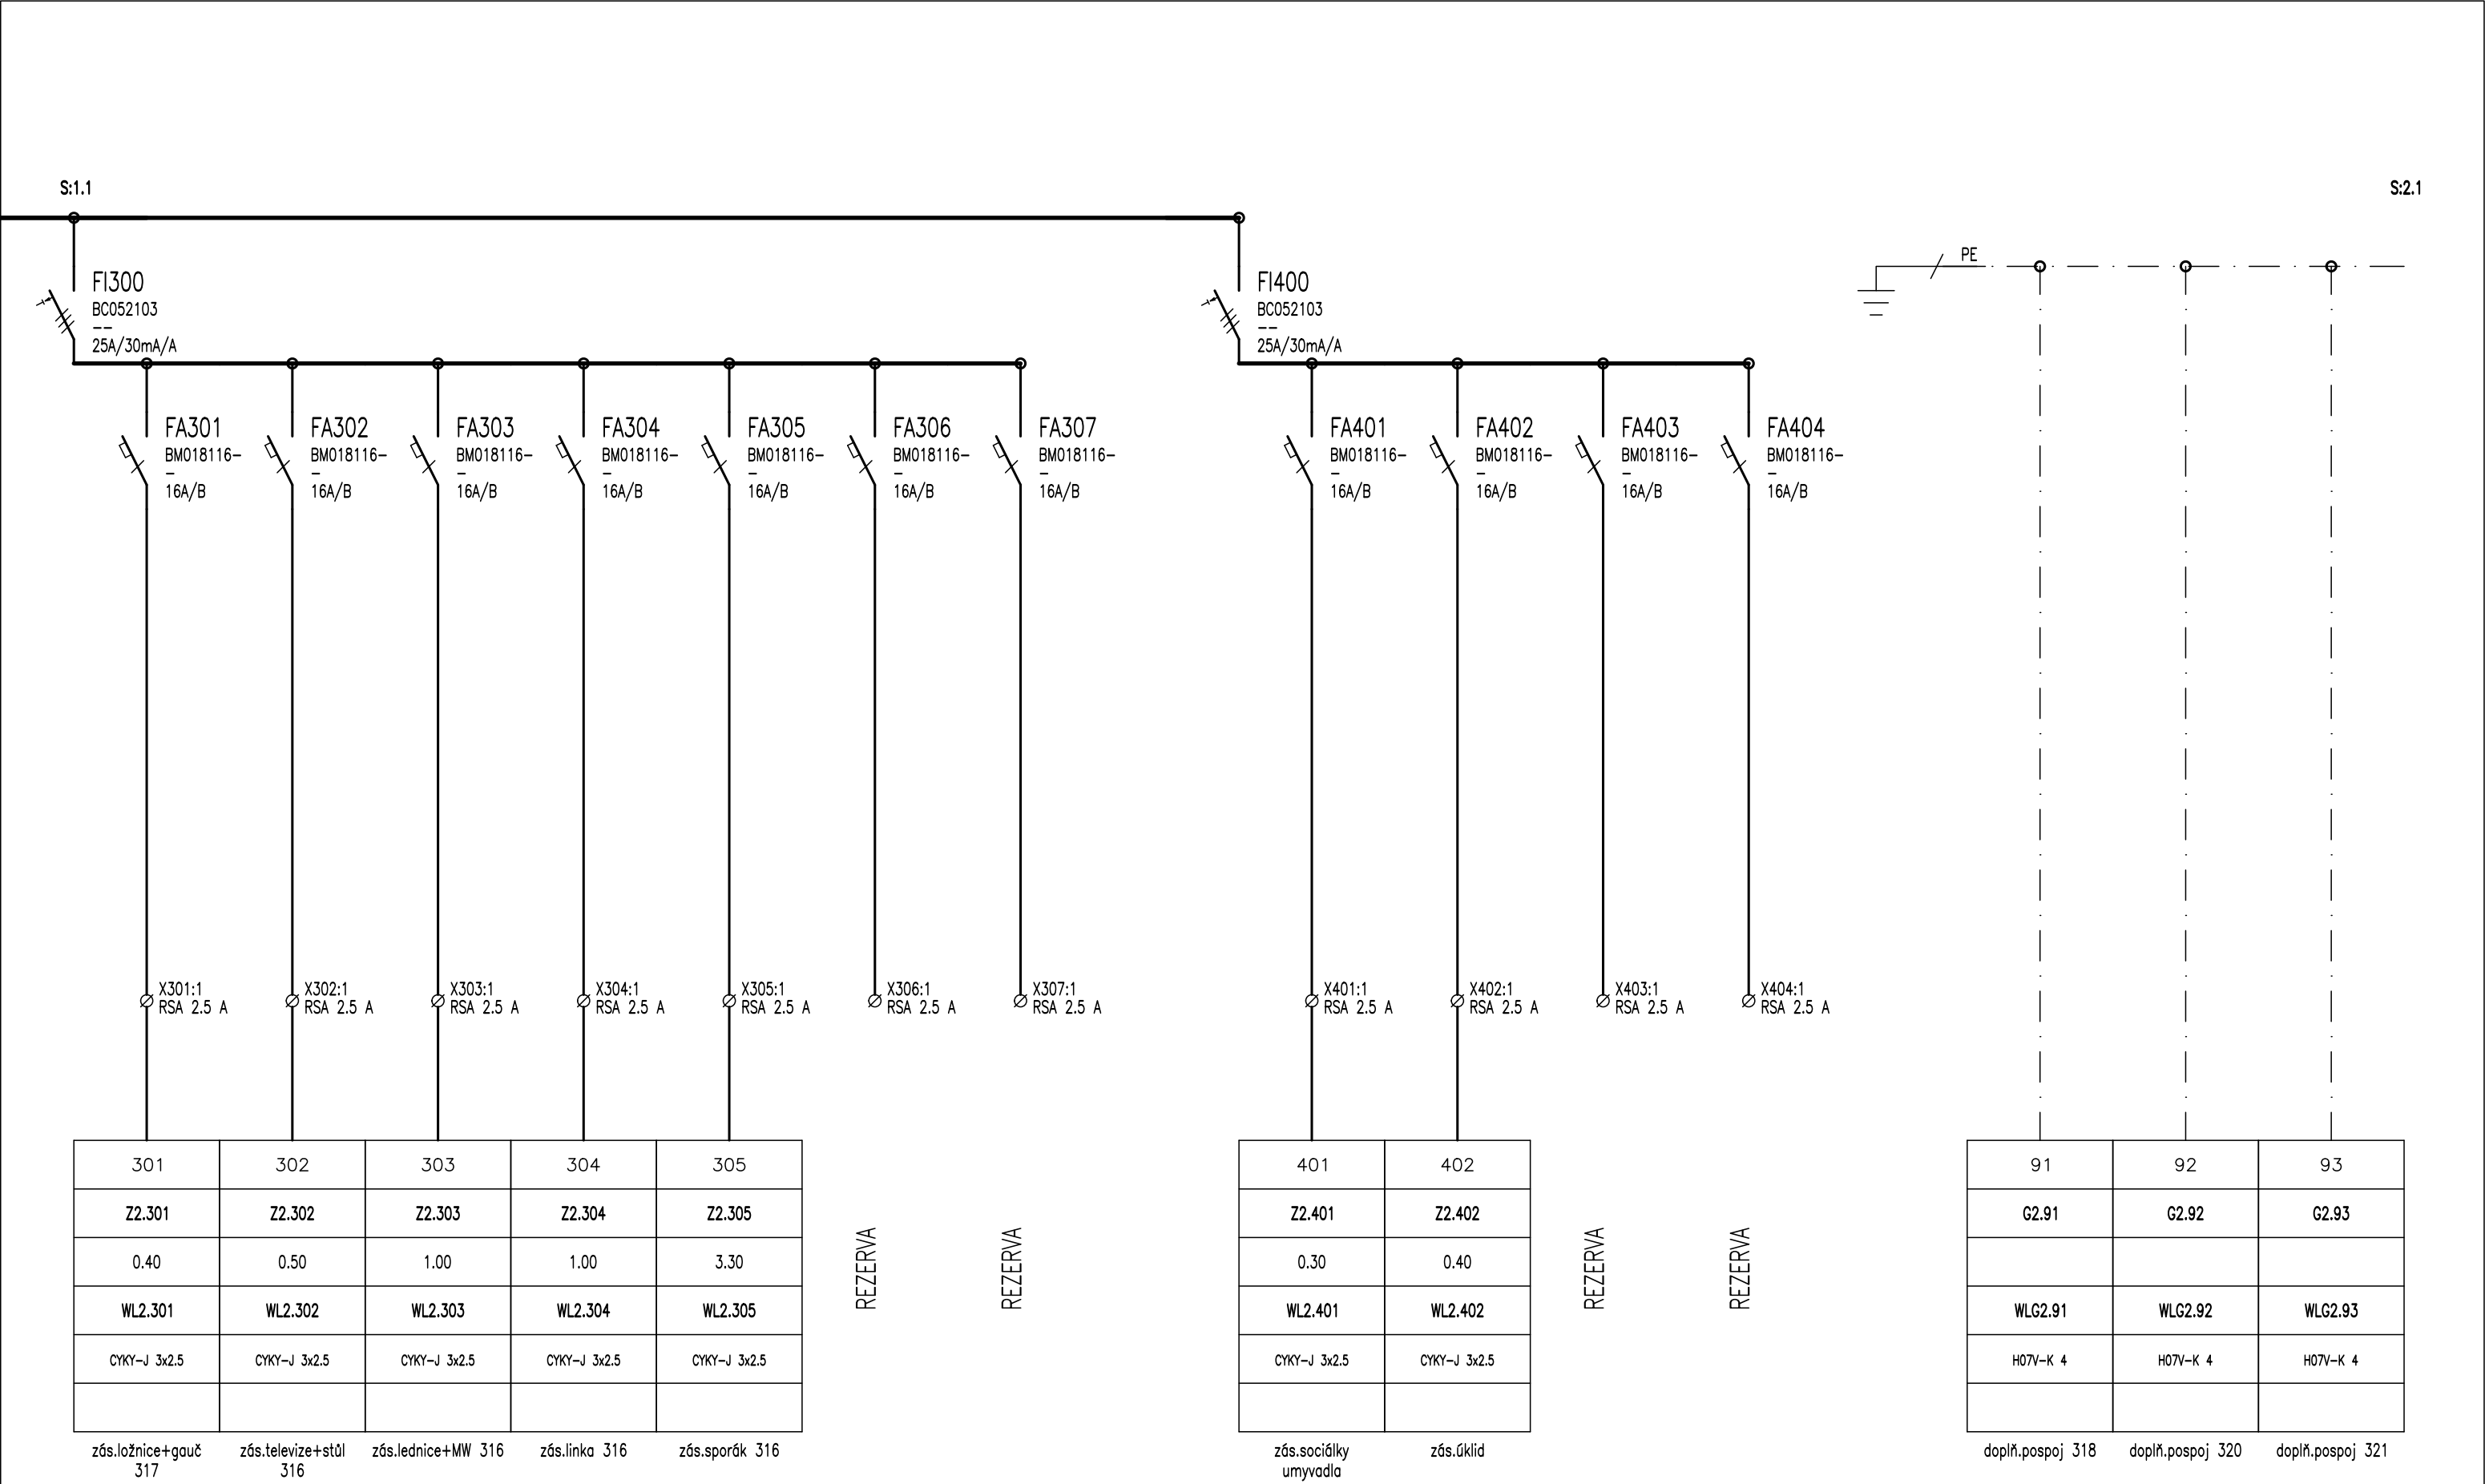 S:1.1
S:2.1
PE
FI300
BC052103
--
25A/30mA/A
FI400
BC052103
--
25A/30mA/A
FA301
BM018116-
-
16A/B
FA302
BM018116-
-
16A/B
FA303
BM018116-
-
16A/B
FA304
BM018116-
-
16A/B
FA305
BM018116-
-
16A/B
FA306
BM018116-
-
16A/B
FA307
BM018116-
-
16A/B
FA401
BM018116-
-
16A/B
FA402
BM018116-
-
16A/B
FA403
BM018116-
-
16A/B
FA404
BM018116-
-
16A/B
X301:1
RSA 2.5 A
X302:1
RSA 2.5 A
X303:1
RSA 2.5 A
X304:1
RSA 2.5 A
X305:1
RSA 2.5 A
X306:1
RSA 2.5 A
X307:1
RSA 2.5 A
X401:1
RSA 2.5 A
X402:1
RSA 2.5 A
X403:1
RSA 2.5 A
X404:1
RSA 2.5 A
301 302 303 304 305
Z2.301 Z2.302 Z2.303 Z2.304 Z2.305
0.40 0.50 1.00 1.00 3.30
WL2.301 WL2.302 WL2.303 WL2.304 WL2.305
CYKY-J 3x2.5 CYKY-J 3x2.5 CYKY-J 3x2.5 CYKY-J 3x2.5 CYKY-J 3x2.5
zás.ložnice+gauč
317
zás.televize+stůl
316
zás.lednice+MW 316
zás.linka 316
zás.sporák 316
REZERVA
REZERVA
401 402
Z2.401 Z2.402
0.30 0.40
WL2.401 WL2.402
CYKY-J 3x2.5 CYKY-J 3x2.5
zás.sociálky
umyvadla
zás.úklid
REZERVA
REZERVA
91 92 93
G2.91 G2.92 G2.93
WLG2.91 WLG2.92 WLG2.93
H07V-K 4 H07V-K 4 H07V-K 4
doplň.pospoj 318
doplň.pospoj 320
doplň.pospoj 321